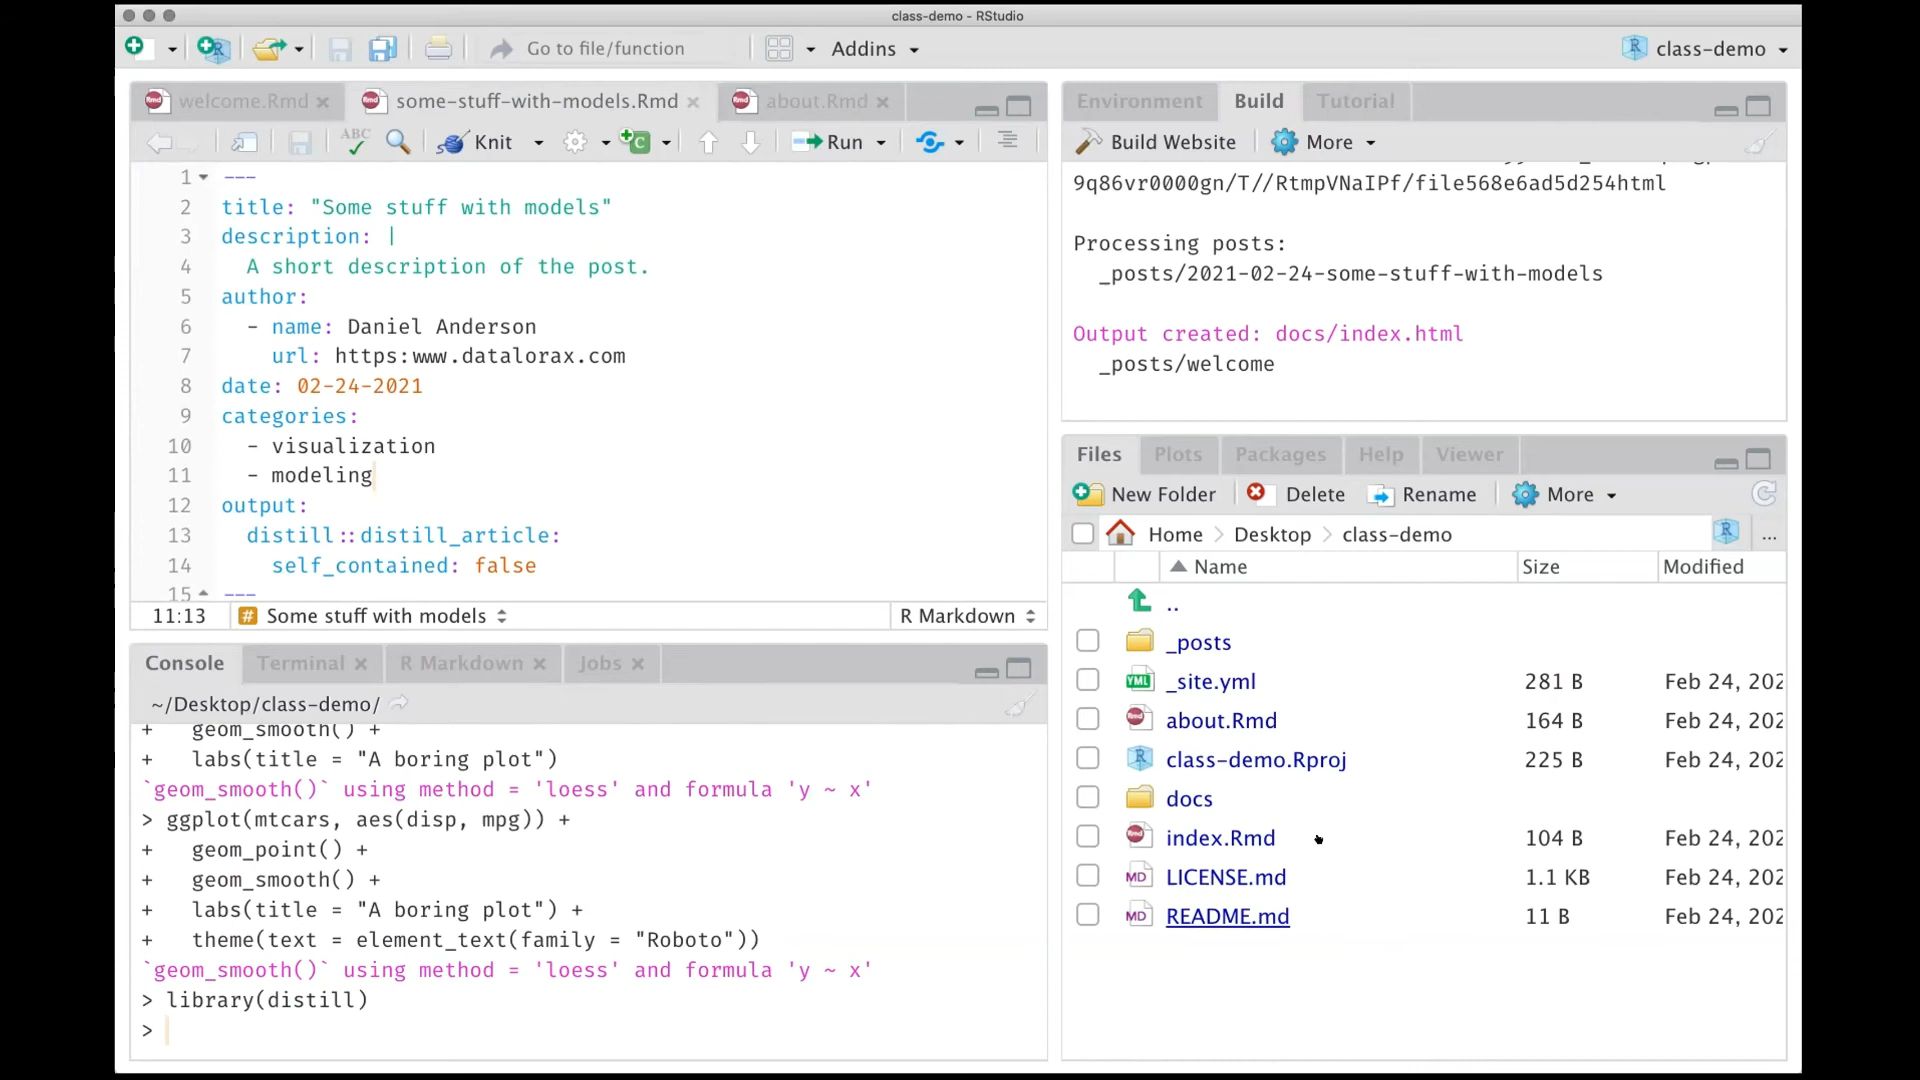 class-demo - RStudio
Go to file/function
Addins
class-demo
welcome.Rmd
some-stuff-with-models.Rmd
about.Rmd
ABC
Knit
Run
1 ---
2 title: "Some stuff with models"
3 description: |
4 A short description of the post.
5 author:
6 - name: Daniel Anderson
7 url: https:www.datalorax.com
8 date: 02-24-2021
9 categories:
10 - visualization
11 - modeling
12 output:
13 distill::distill_article:
14 self_contained: false
15 ---
11:13 # Some stuff with models R Markdown
Console Terminal R Markdown Jobs
~/Desktop/class-demo/
+ geom_smooth() +
+ labs(title = "A boring plot")
`geom_smooth()` using method = 'loess' and formula 'y ~ x'
> ggplot(mtcars, aes(disp, mpg)) +
+ geom_point() +
+ geom_smooth() +
+ labs(title = "A boring plot") +
+ theme(text = element_text(family = "Roboto"))
`geom_smooth()` using method = 'loess' and formula 'y ~ x'
> library(distill)
>
Environment Build Tutorial
Build Website More
9q86vr0000gn/T//RtmpVNaIPf/file568e6ad5d254html
Processing posts:
_posts/2021-02-24-some-stuff-with-models
Output created: docs/index.html
_posts/welcome
Files Plots Packages Help Viewer
New Folder Delete Rename More
Home Desktop class-demo ...
Name Size Modified
..
_posts
YML _site.yml 281 B Feb 24, 202
Rmd about.Rmd 164 B Feb 24, 202
R class-demo.Rproj 225 B Feb 24, 202
docs
Rmd index.Rmd 104 B Feb 24, 202
MD LICENSE.md 1.1 KB Feb 24, 202
MD README.md 11 B Feb 24, 202